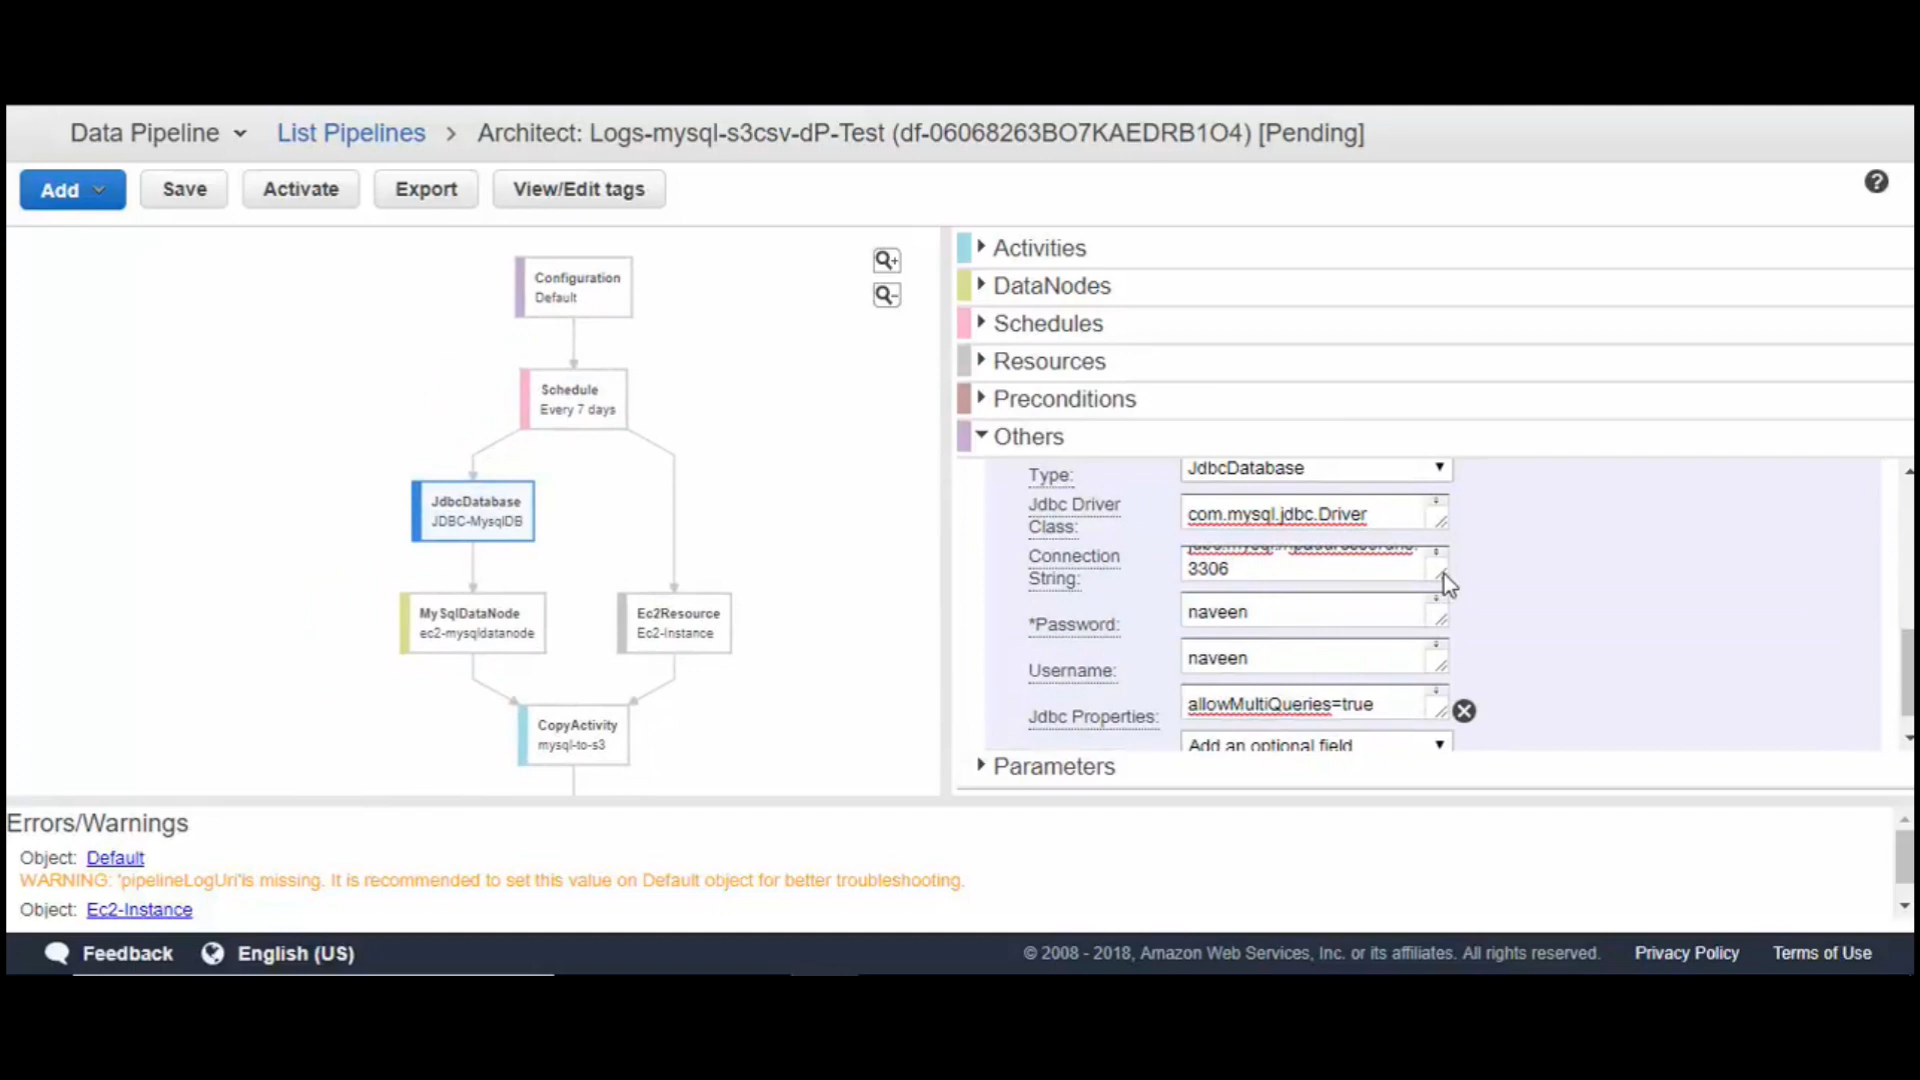 Data Pipeline
List Pipelines
Architect: Logs-mysql-s3csv-dP-Test (df-06068263BO7KAEDRB1O4) [Pending]
Add
Save
Activate
Export
View/Edit tags
Configuration
Default
Schedule
Every 7 days
JdbcDatabase
JDBC-MysqlDB
MySqlDataNode
ec2-mysqldatanode
Ec2Resource
Ec2-Instance
CopyActivity
mysql-to-s3
Activities
DataNodes
Schedules
Resources
Preconditions
Others
Type: JdbcDatabase
Jdbc Driver Class: com.mysql.jdbc.Driver
Connection String: 3306
*Password: naveen
Username: naveen
Jdbc Properties: allowMultiQueries=true
Add an optional field
Parameters
Errors/Warnings
Object: Default
WARNING: 'pipelineLogUri'is missing. It is recommended to set this value on Default object for better troubleshooting.
Object: Ec2-Instance
Feedback
English (US)
© 2008 - 2018, Amazon Web Services, Inc. or its affiliates. All rights reserved.
Privacy Policy
Terms of Use